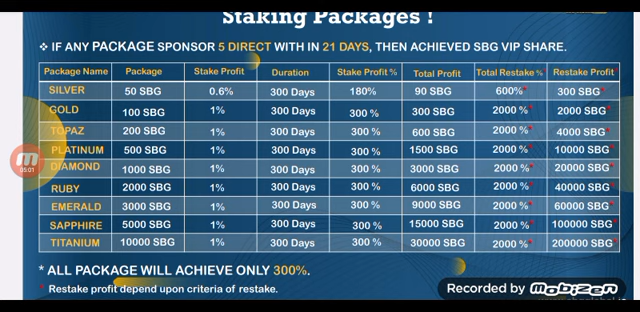 Staking Packages !
❖ IF ANY PACKAGE SPONSOR 5 DIRECT WITH IN 21 DAYS, THEN ACHIEVED SBG VIP SHARE.
Package Name Package Stake Profit Duration Stake Profit % Total Profit Total Restake % Restake Profit
SILVER 50 SBG 0.6% 300 Days 180% 90 SBG 600%* 300 SBG*
GOLD 100 SBG 1% 300 Days 300 % 300 SBG 2000 %* 2000 SBG*
TOPAZ 200 SBG 1% 300 Days 300 % 600 SBG 2000 %* 4000 SBG*
PLATINUM 500 SBG 1% 300 Days 300 % 1500 SBG 2000 %* 10000 SBG*
DIAMOND 1000 SBG 1% 300 Days 300 % 3000 SBG 2000 %* 20000 SBG*
RUBY 2000 SBG 1% 300 Days 300 % 6000 SBG 2000 %* 40000 SBG*
EMERALD 3000 SBG 1% 300 Days 300 % 9000 SBG 2000 %* 60000 SBG*
SAPPHIRE 5000 SBG 1% 300 Days 300 % 15000 SBG 2000 %* 100000 SBG*
TITANIUM 10000 SBG 1% 300 Days 300 % 30000 SBG 2000 %* 200000 SBG*
M
05:01
* ALL PACKAGE WILL ACHIEVE ONLY 300%.
* Restake profit depend upon criteria of restake.
Recorded by Mobizen